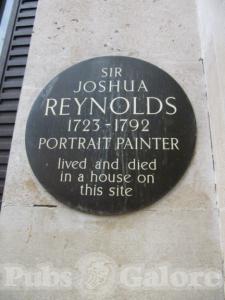 SIR
JOSHUA
REYNOLDS
1723-1792
PORTRAIT PAINTER
lived and died
in a house on
this site
Pubs Galore